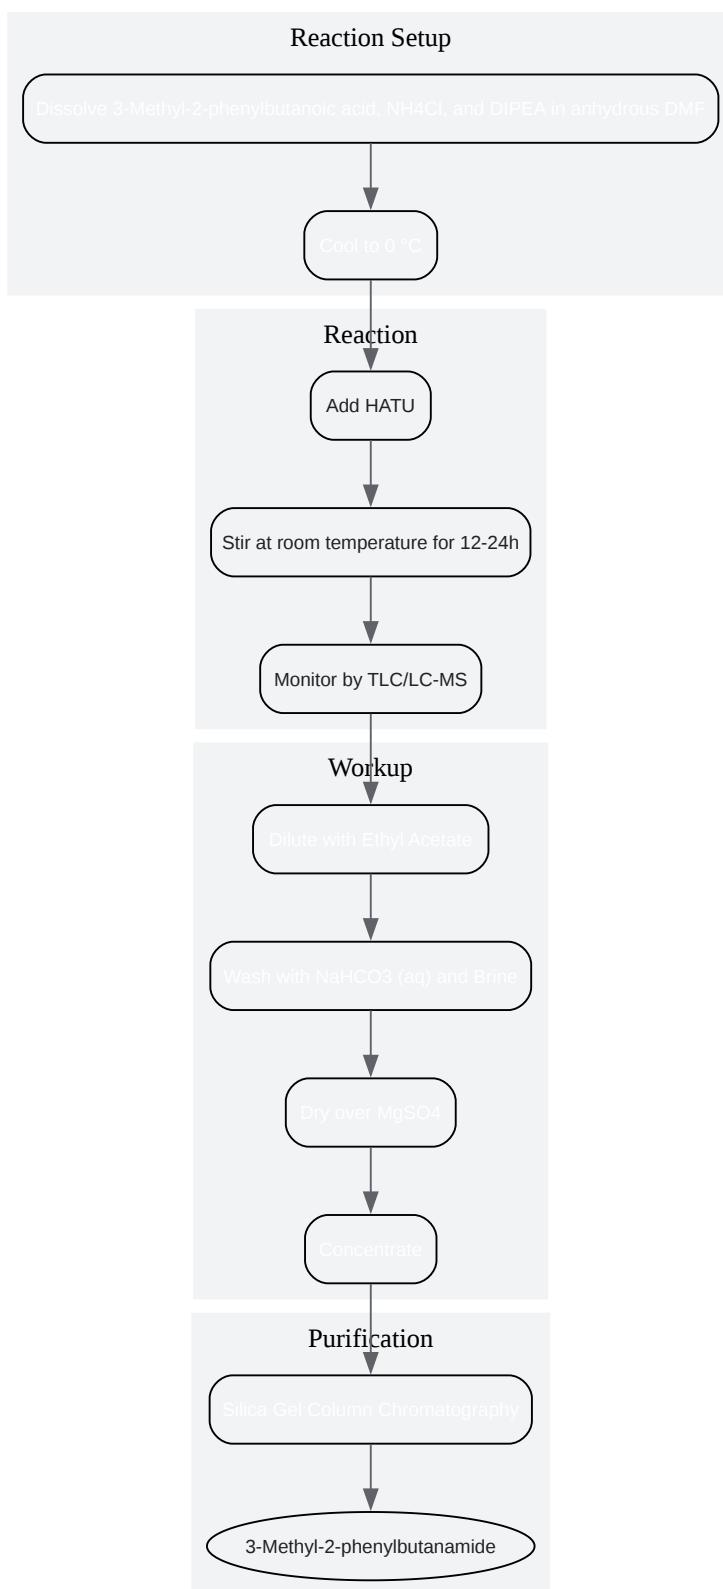 Reaction Setup
Dissolve 3-Methyl-2-phenylbutanoic acid, NH4Cl, and DIPEA in anhydrous DMF
Cool to 0 °C
Reaction
Add HATU
Stir at room temperature for 12-24h
Monitor by TLC/LC-MS
Workup
Dilute with Ethyl Acetate
Wash with NaHCO3 (aq) and Brine
Dry over MgSO4
Concentrate
Purification
Silica Gel Column Chromatography
3-Methyl-2-phenylbutanamide